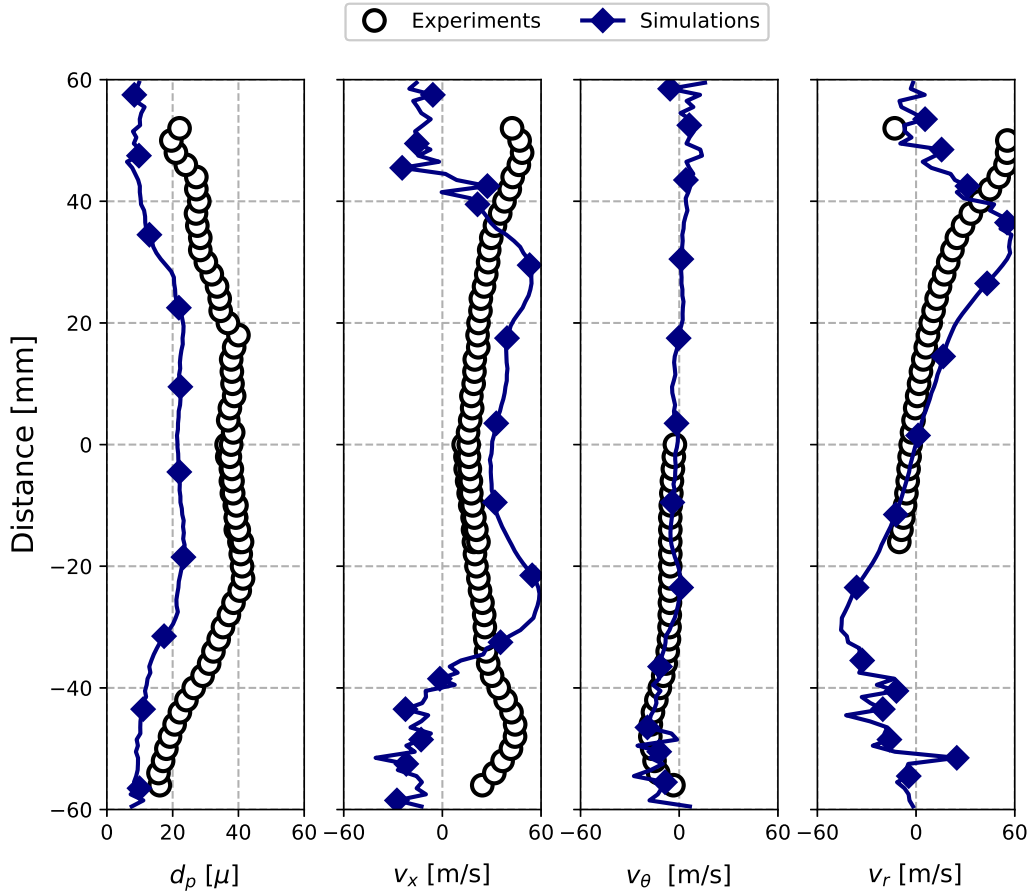 Experiments Simulations
Distance [mm]
60
40
20
0
−20
−40
−60
0 20 40 60
−60 0 60
−60 0 60
−60 0 60
d_p [μ]
v_x [m/s]
v_θ [m/s]
v_r [m/s]